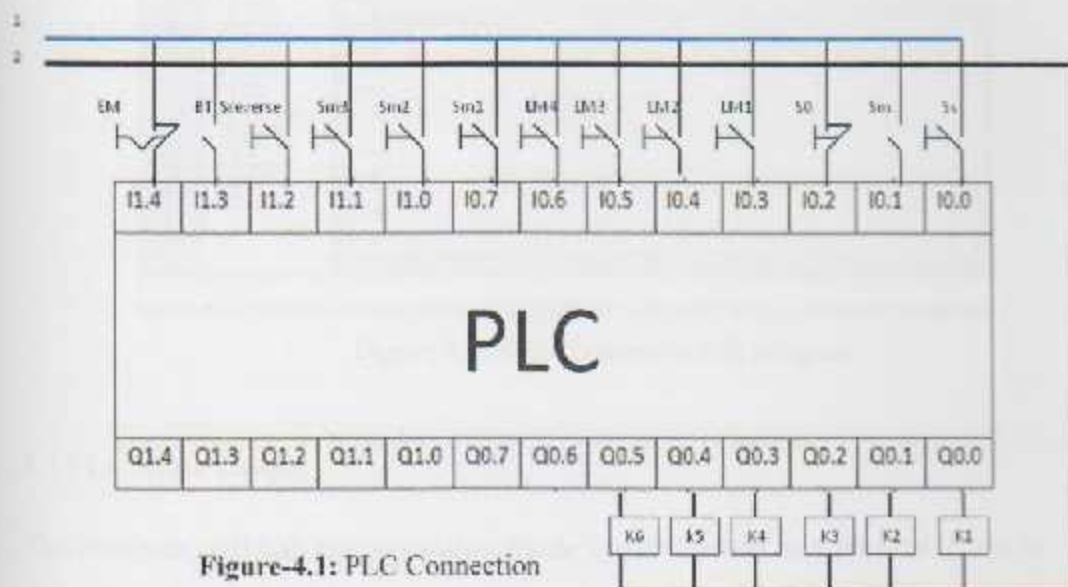 1
2
EM B1 Sreverse Sm3 Sm2 Sm1 LM4 LM3 LM2 LM1 S0 Sm Ss
I1.4 I1.3 I1.2 I1.1 I1.0 I0.7 I0.6 I0.5 I0.4 I0.3 I0.2 I0.1 I0.0
PLC
Q1.4 Q1.3 Q1.2 Q1.1 Q1.0 Q0.7 Q0.6 Q0.5 Q0.4 Q0.3 Q0.2 Q0.1 Q0.0
K6 K5 K4 K3 K2 K1
Figure-4.1: PLC Connection